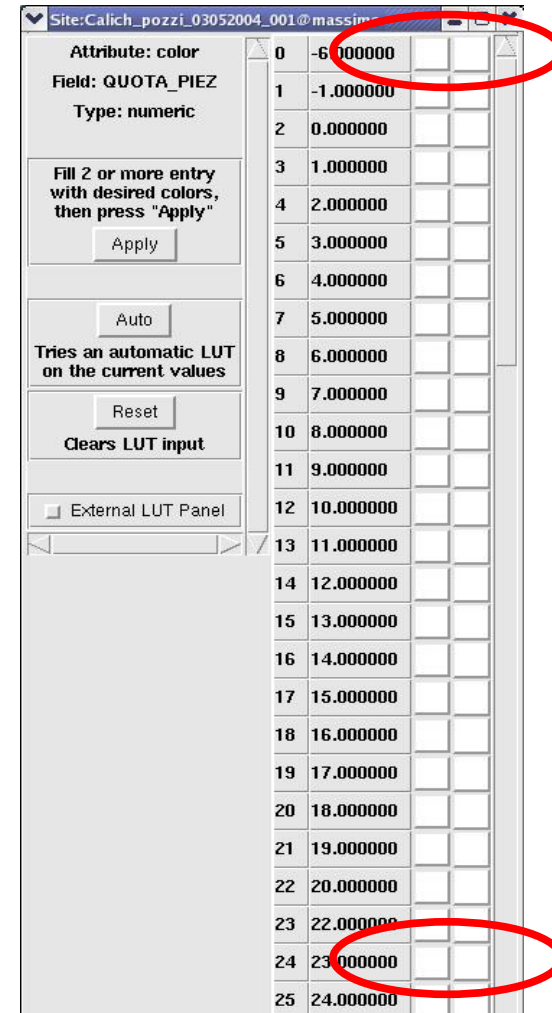 Site:Calich_pozzi_03052004_001@massimo
Attribute: color
Field: QUOTA_PIEZ
Type: numeric
Fill 2 or more entry
with desired colors,
then press "Apply"
Apply
Auto
Tries an automatic LUT
on the current values
Reset
Clears LUT input
External LUT Panel
0 -6.000000
1 -1.000000
2 0.000000
3 1.000000
4 2.000000
5 3.000000
6 4.000000
7 5.000000
8 6.000000
9 7.000000
10 8.000000
11 9.000000
12 10.000000
13 11.000000
14 12.000000
15 13.000000
16 14.000000
17 15.000000
18 16.000000
19 17.000000
20 18.000000
21 19.000000
22 20.000000
23 22.000000
24 23.000000
25 24.000000